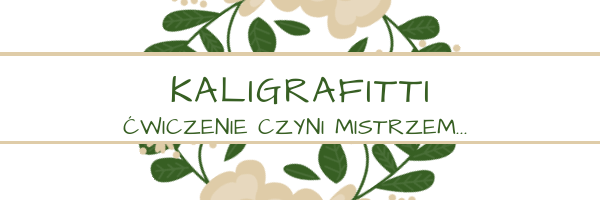 KALIGRAFITTI
ĆWICZENIE CZYNI MISTRZEM...